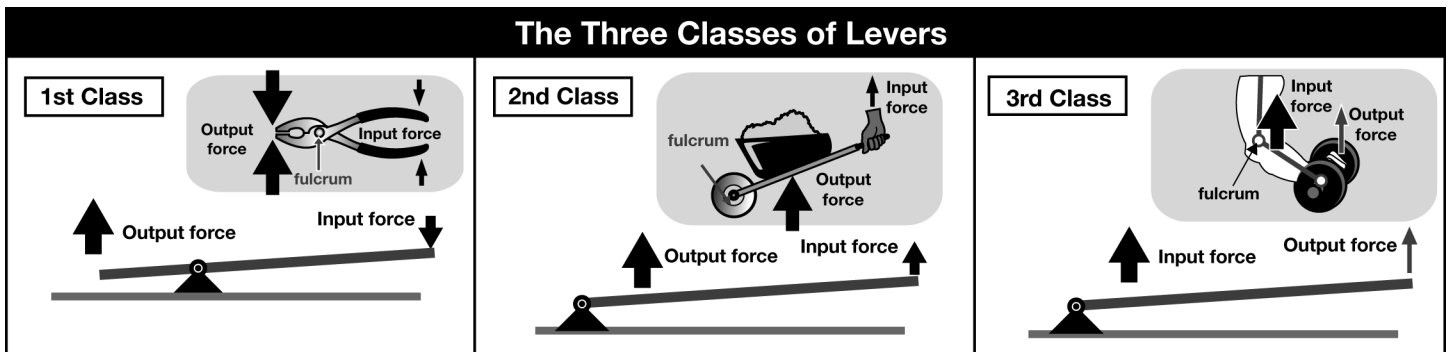 The Three Classes of Levers
1st Class
Output
force
Input force
fulcrum
Output force
Input force
2nd Class
Input
force
fulcrum
Output
force
Output force
Input force
3rd Class
Input
force
Output
force
fulcrum
Input force
Output force